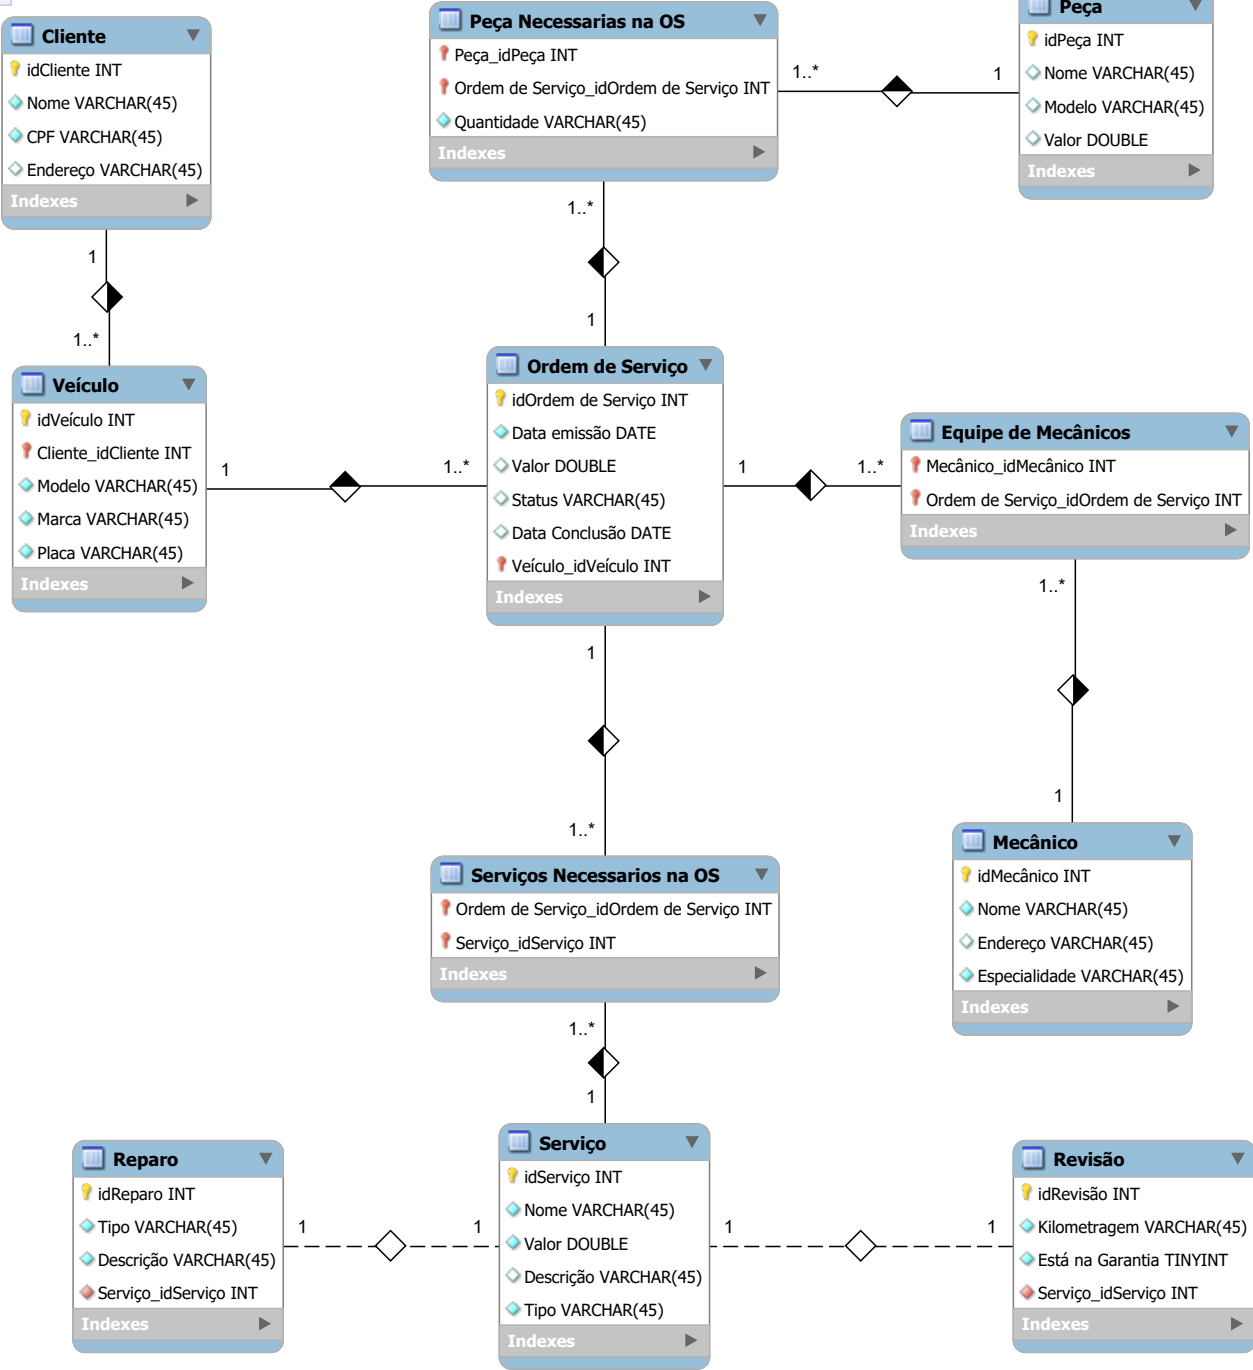 Cliente
idCliente INT
Nome VARCHAR(45)
CPF VARCHAR(45)
Endereço VARCHAR(45)
Indexes
Peça Necessarias na OS
Peça_idPeça INT
Ordem de Serviço_idOrdem de Serviço INT
Quantidade VARCHAR(45)
Indexes
1..*
1
Peça
idPeça INT
Nome VARCHAR(45)
Modelo VARCHAR(45)
Valor DOUBLE
Indexes
1
1..*
1..*
1
Veículo
idVeículo INT
Cliente_idCliente INT
Modelo VARCHAR(45)
Marca VARCHAR(45)
Placa VARCHAR(45)
Indexes
1
1..*
Ordem de Serviço
idOrdem de Serviço INT
Data emissão DATE
Valor DOUBLE
Status VARCHAR(45)
Data Conclusão DATE
Veículo_idVeículo INT
Indexes
1
1..*
Equipe de Mecânicos
Mecânico_idMecânico INT
Ordem de Serviço_idOrdem de Serviço INT
Indexes
1..*
1
Mecânico
idMecânico INT
Nome VARCHAR(45)
Endereço VARCHAR(45)
Especialidade VARCHAR(45)
Indexes
1
1..*
Serviços Necessarios na OS
Ordem de Serviço_idOrdem de Serviço INT
Serviço_idServiço INT
Indexes
1..*
1
Reparo
idReparo INT
Tipo VARCHAR(45)
Descrição VARCHAR(45)
Serviço_idServiço INT
Indexes
1
1
Serviço
idServiço INT
Nome VARCHAR(45)
Valor DOUBLE
Descrição VARCHAR(45)
Tipo VARCHAR(45)
Indexes
1
1
Revisão
idRevisão INT
Kilometragem VARCHAR(45)
Está na Garantia TINYINT
Serviço_idServiço INT
Indexes